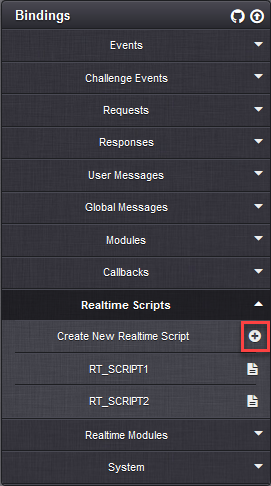 Bindings
Events
Challenge Events
Requests
Responses
User Messages
Global Messages
Modules
Callbacks
Realtime Scripts
Create New Realtime Script
RT_SCRIPT1
RT_SCRIPT2
Realtime Modules
System